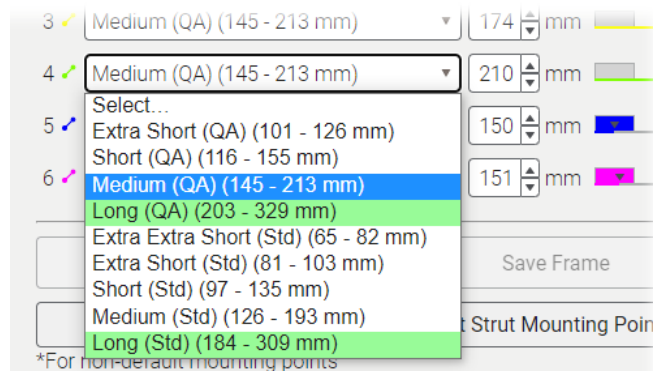 3 Medium (QA) (145 - 213 mm) 174 mm
4 Medium (QA) (145 - 213 mm) 210 mm
Select...
5 150 mm
Extra Short (QA) (101 - 126 mm)
Short (QA) (116 - 155 mm)
6 151 mm
Medium (QA) (145 - 213 mm)
Long (QA) (203 - 329 mm)
Extra Extra Short (Std) (65 - 82 mm)
Extra Short (Std) (81 - 103 mm)
Save Frame
Short (Std) (97 - 135 mm)
Medium (Std) (126 - 193 mm)
Strut Mounting
Long (Std) (184 - 309 mm)
*For non-default mounting points